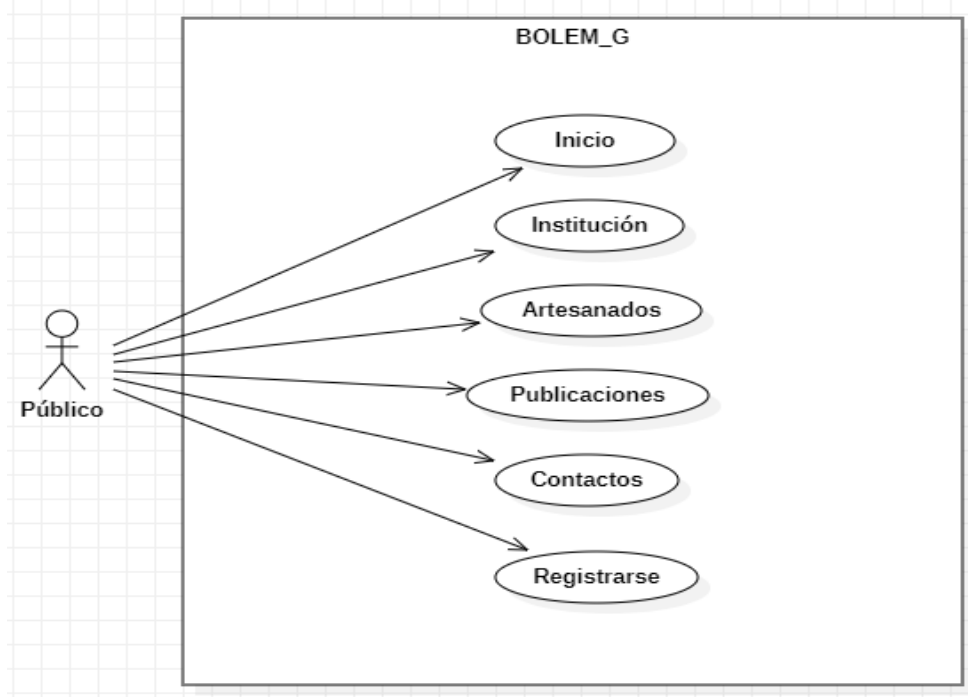 BOLEM_G
Inicio
Institución
Artesanados
Publicaciones
Contactos
Registrarse
Público